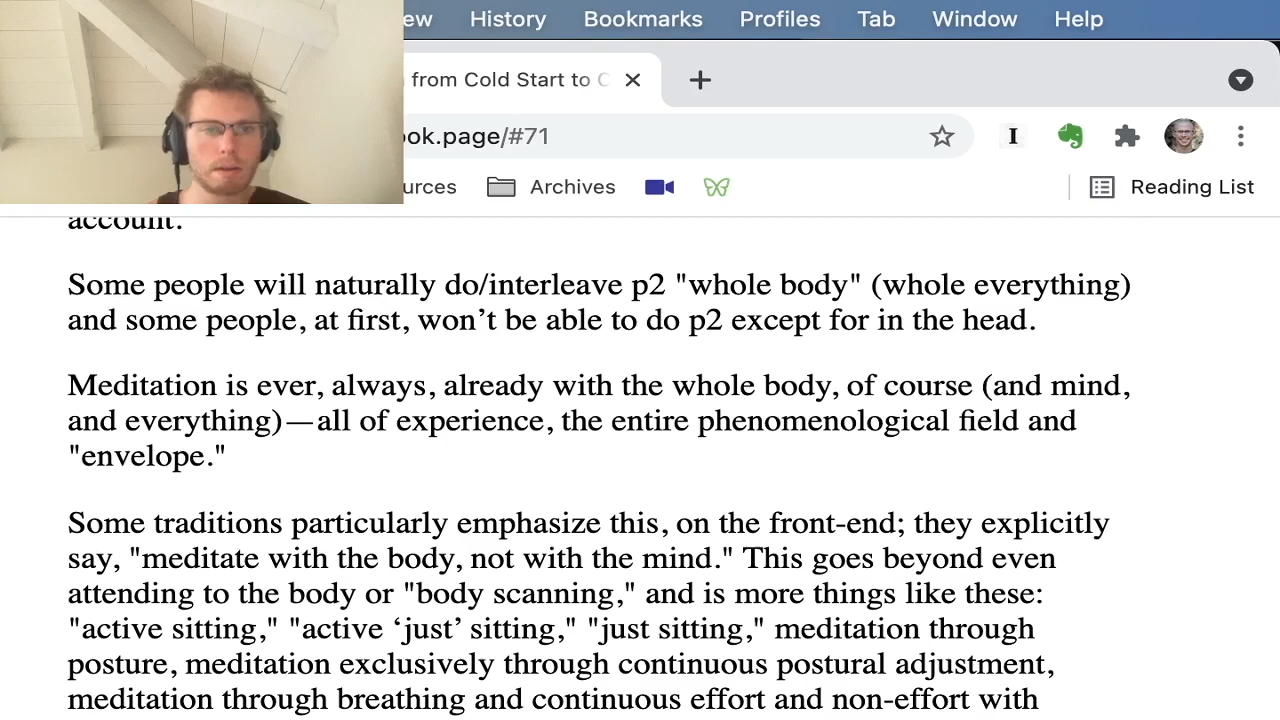 ew History Bookmarks Profiles Tab Window Help
from Cold Start to C
ok.page/#71
urces Archives Reading List
account.
Some people will naturally do/interleave p2 "whole body" (whole everything)
and some people, at first, won’t be able to do p2 except for in the head.
Meditation is ever, always, already with the whole body, of course (and mind,
and everything)—all of experience, the entire phenomenological field and
"envelope."
Some traditions particularly emphasize this, on the front-end; they explicitly
say, "meditate with the body, not with the mind." This goes beyond even
attending to the body or "body scanning," and is more things like these:
"active sitting," "active ‘just’ sitting," "just sitting," meditation through
posture, meditation exclusively through continuous postural adjustment,
meditation through breathing and continuous effort and non-effort with